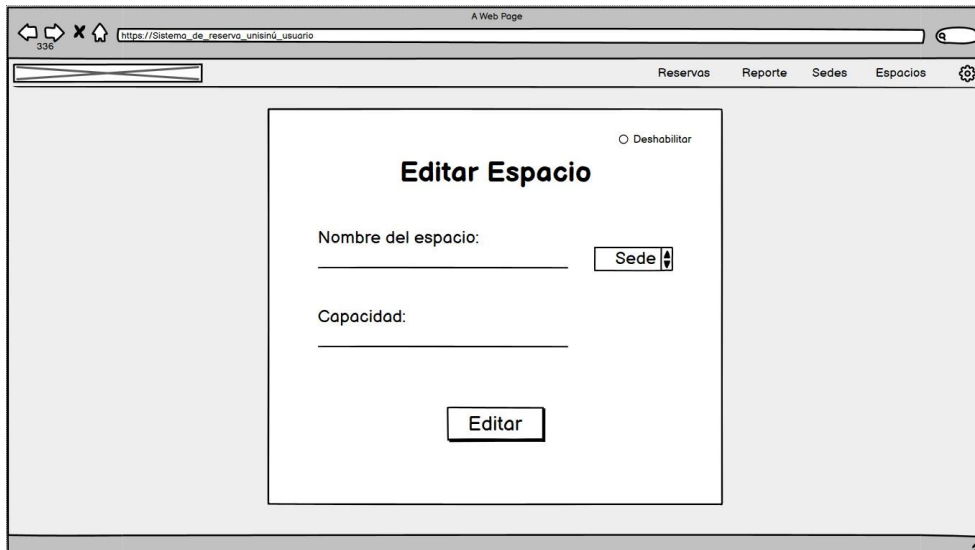 A Web Page
336
https://Sistema_de_reserva_unisinú_usuario
Reservas Reporte Sedes Espacios
Deshabilitar
Editar Espacio
Nombre del espacio:
Sede
Capacidad:
Editar